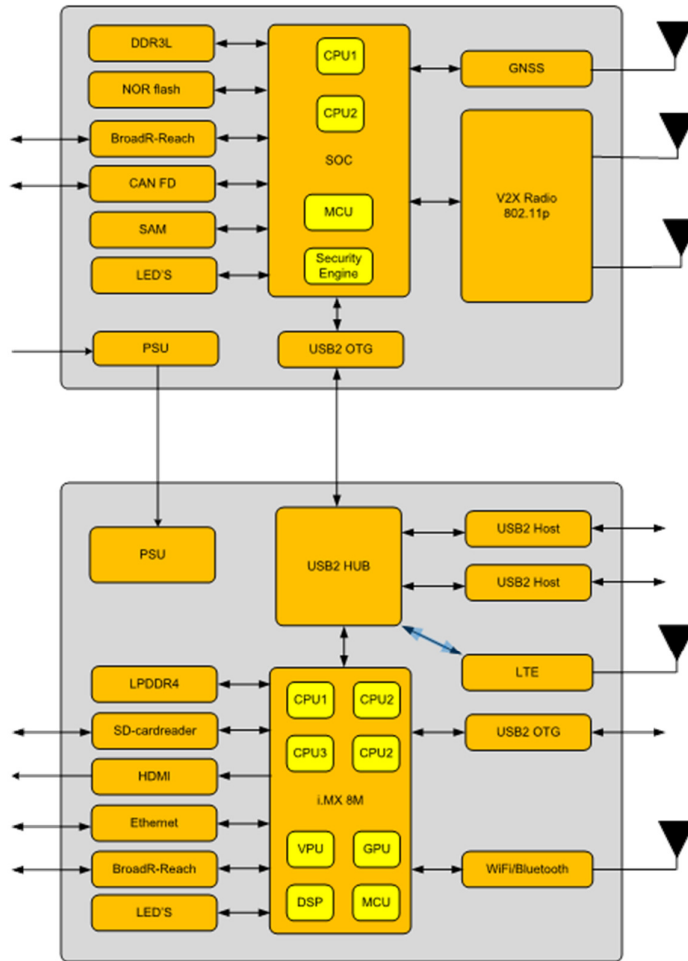 DDR3L
NOR flash
BroadR-Reach
CAN FD
SAM
LED'S
PSU
CPU1
CPU2
SOC
MCU
Security
Engine
USB2 OTG
GNSS
V2X Radio
802.11p
PSU
USB2 HUB
USB2 Host
USB2 Host
LTE
USB2 OTG
WiFi/Bluetooth
LPDDR4
SD-cardreader
HDMI
Ethernet
BroadR-Reach
LED'S
CPU1 CPU2
CPU3 CPU2
i.MX 8M
VPU GPU
DSP MCU